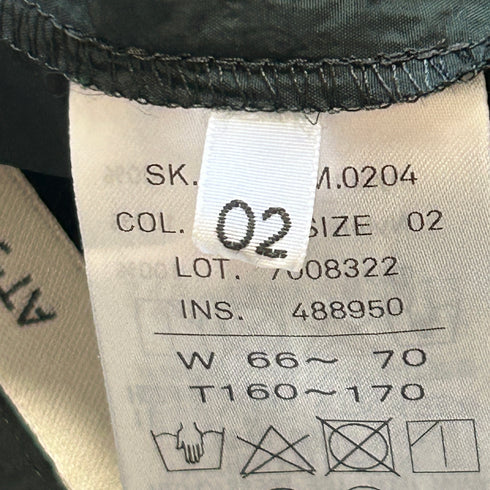 SK. M.0204
COL. SIZE 02
02
LOT. 7008322
INS. 488950
W 66～ 70
T160～170